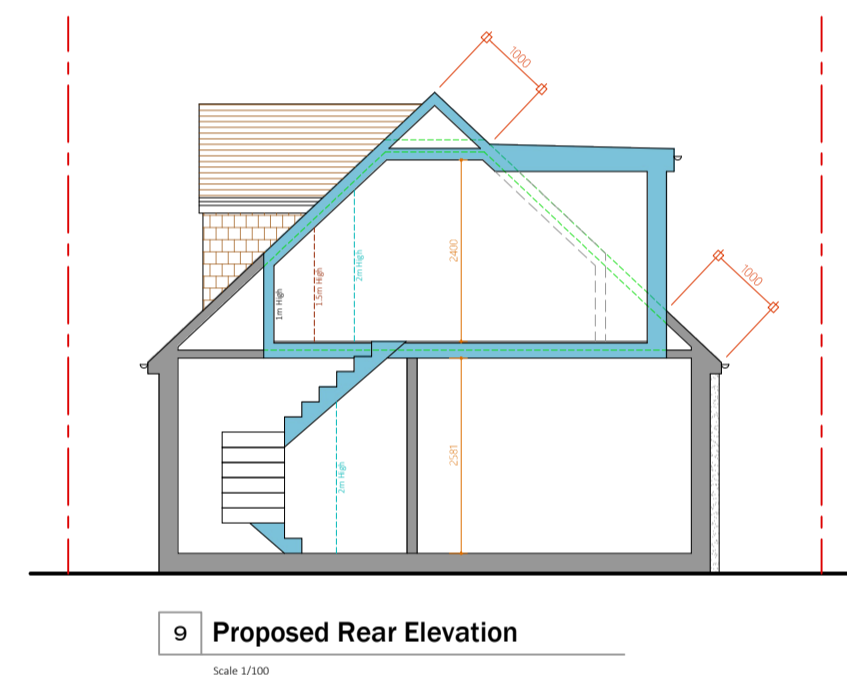 1000
2400
2m High
1.5m High
1m High
1000
2581
2m High
9 Proposed Rear Elevation
Scale 1/100